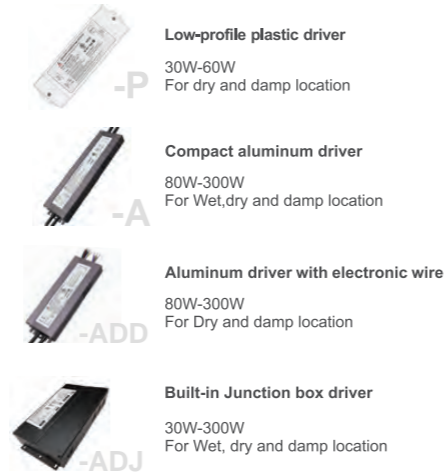 Low-profile plastic driver
30W-60W
For dry and damp location
-P
Compact aluminum driver
80W-300W
For Wet,dry and damp location
-A
Aluminum driver with electronic wire
80W-300W
For Dry and damp location
-ADD
Built-in Junction box driver
30W-300W
For Wet, dry and damp location
-ADJ